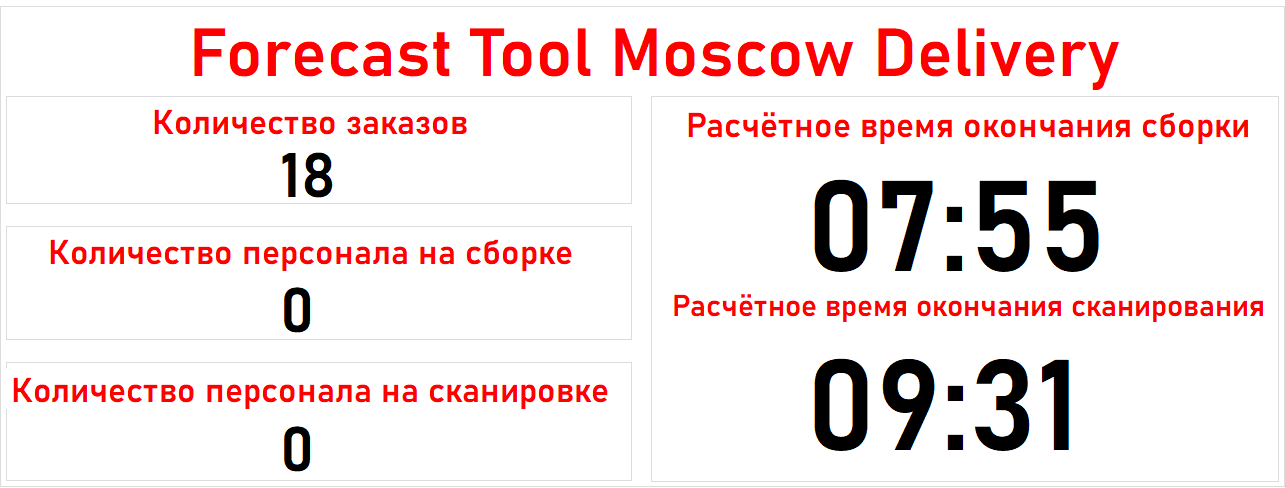 Forecast Tool Moscow Delivery
Количество заказов
18
Количество персонала на сборке
0
Количество персонала на сканировке
0
Расчётное время окончания сборки
07:55
Расчётное время окончания сканирования
09:31